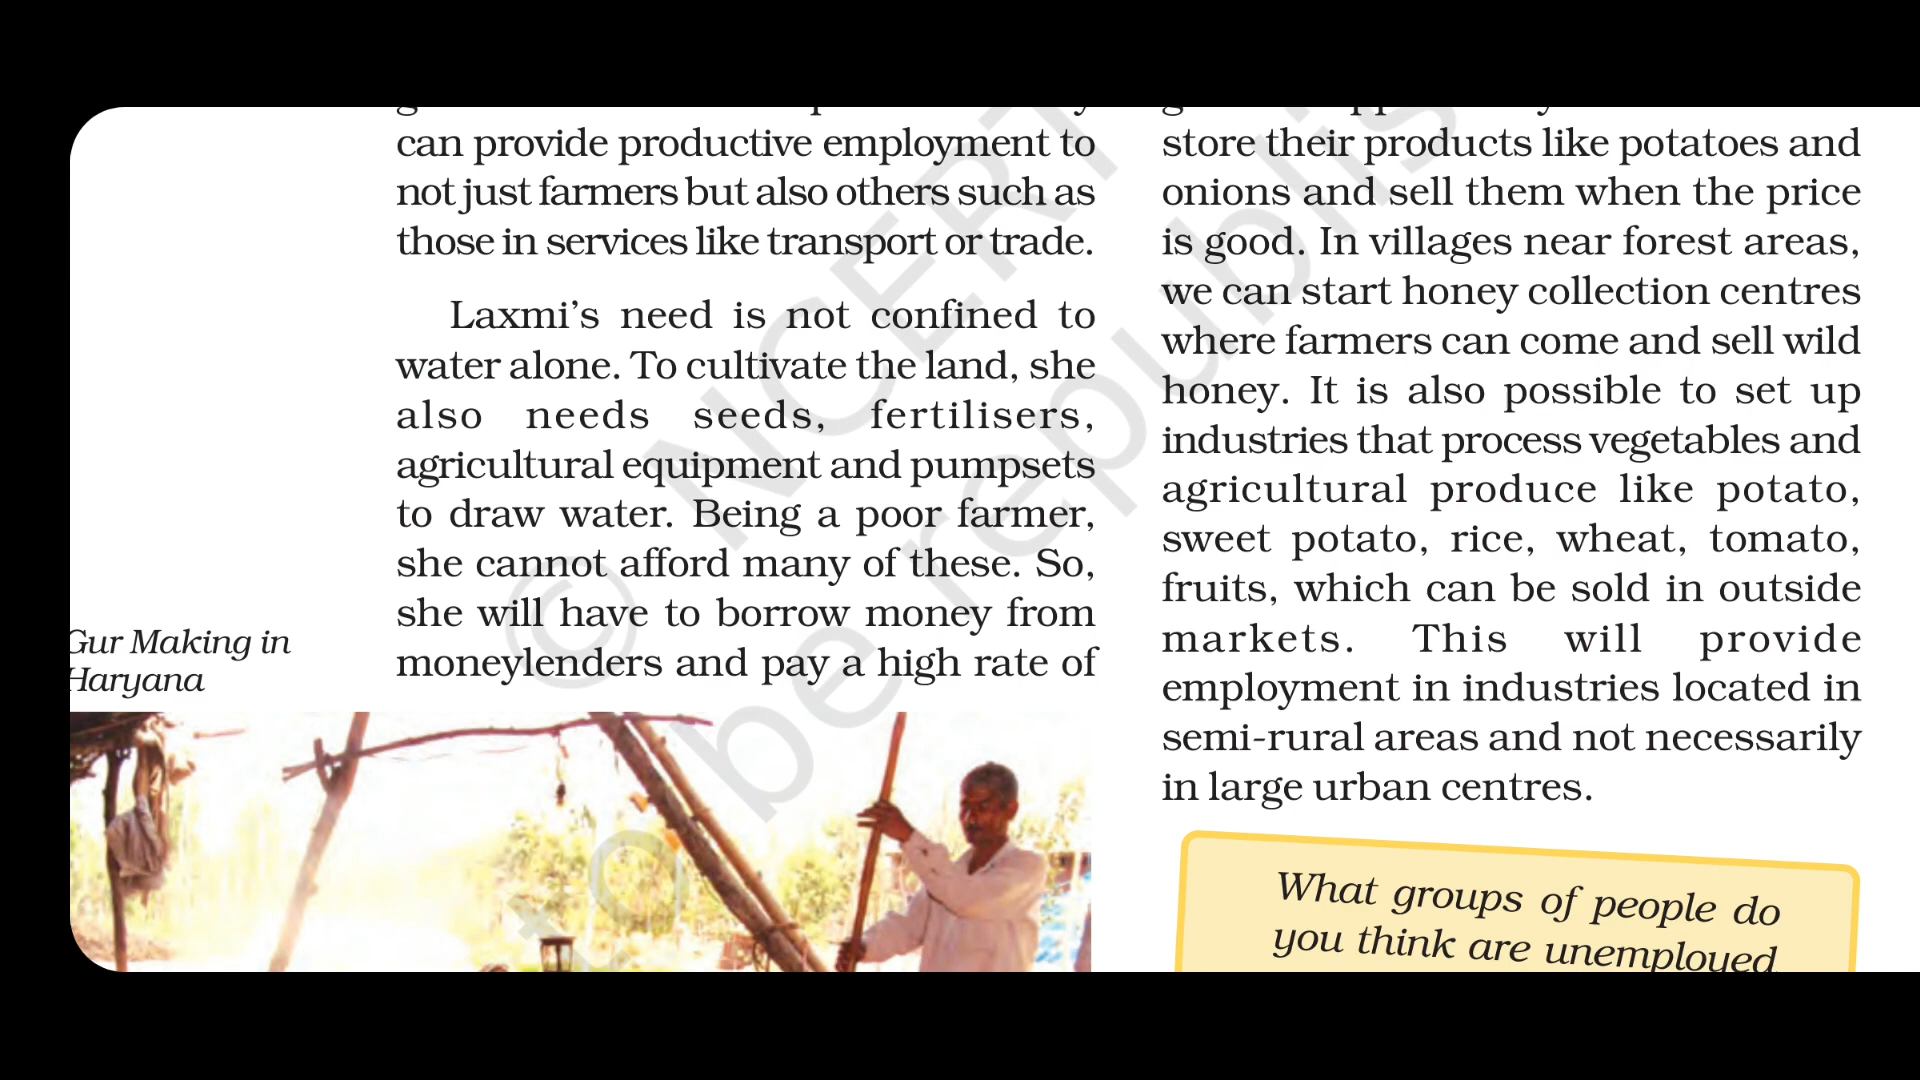 can provide productive employment to
not just farmers but also others such as
those in services like transport or trade.
Laxmi’s need is not confined to
water alone. To cultivate the land, she
also needs seeds, fertilisers,
agricultural equipment and pumpsets
to draw water. Being a poor farmer,
she cannot afford many of these. So,
she will have to borrow money from
moneylenders and pay a high rate of
Gur Making in
Haryana
store their products like potatoes and
onions and sell them when the price
is good. In villages near forest areas,
we can start honey collection centres
where farmers can come and sell wild
honey. It is also possible to set up
industries that process vegetables and
agricultural produce like potato,
sweet potato, rice, wheat, tomato,
fruits, which can be sold in outside
markets. This will provide
employment in industries located in
semi-rural areas and not necessarily
in large urban centres.
What groups of people do
you think are unemployed
© NCERT
to be republis